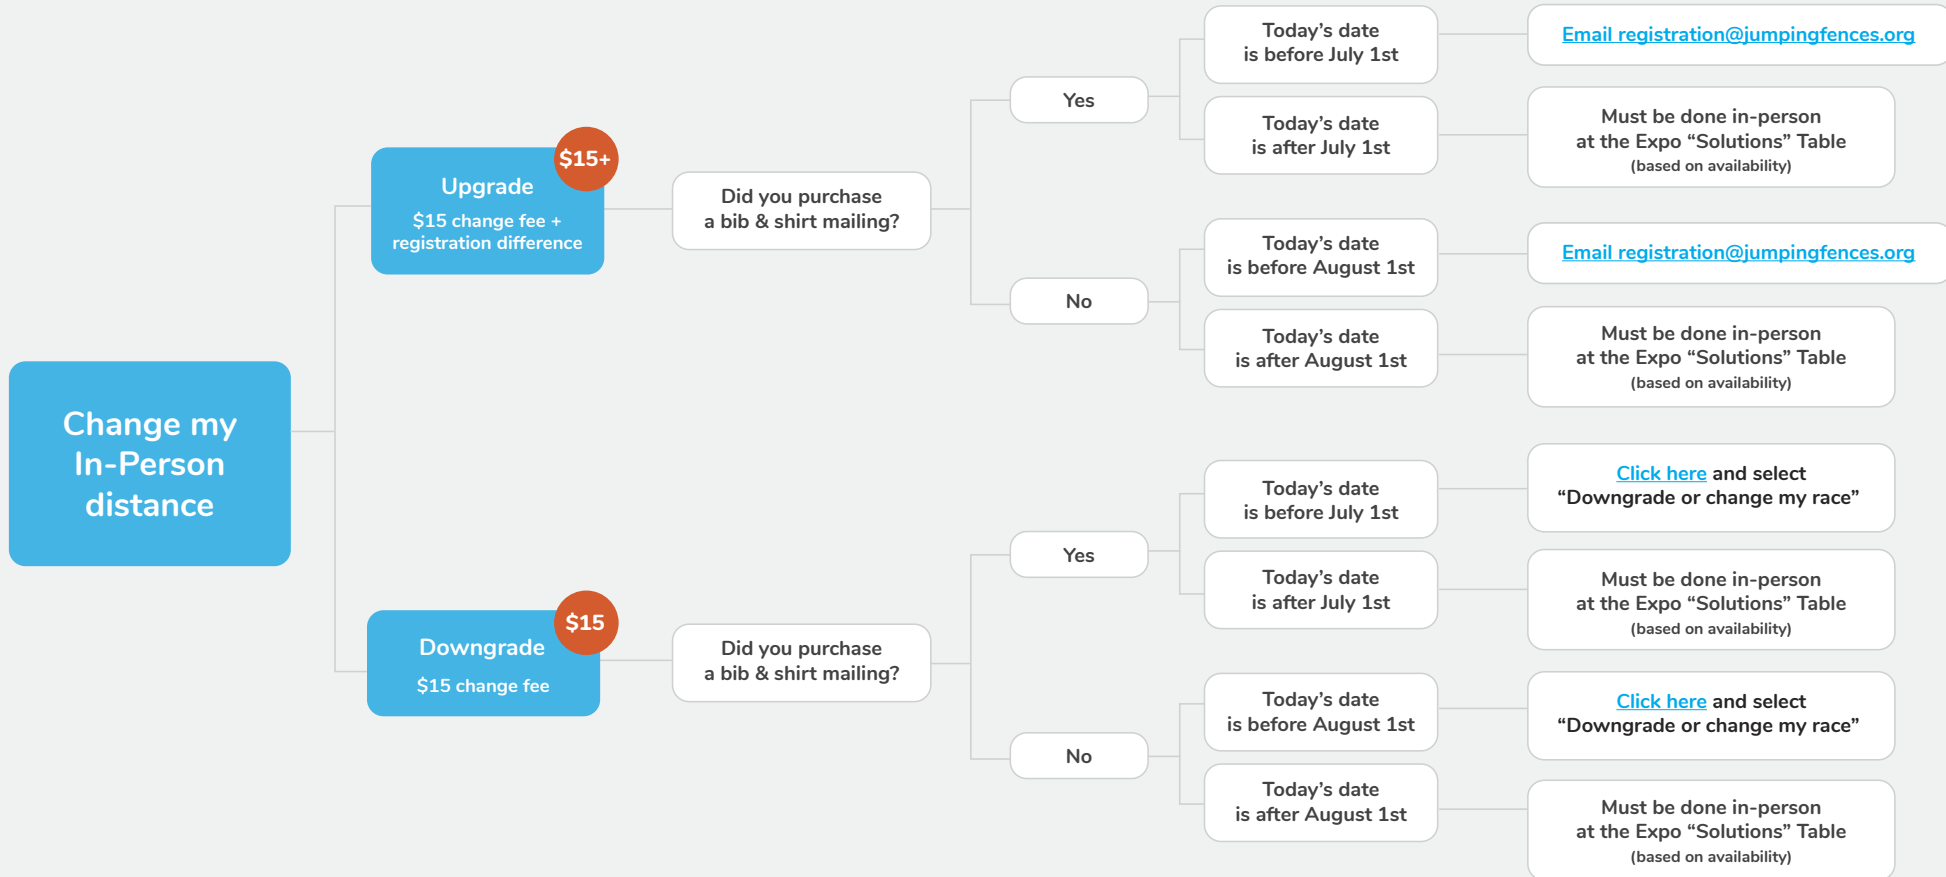 Change my
In-Person
distance
$15+
Upgrade
$15 change fee +
registration difference
Did you purchase
a bib & shirt mailing?
Yes
Today’s date
is before July 1st
Email registration@jumpingfences.org
Today’s date
is after July 1st
Must be done in-person
at the Expo “Solutions” Table
(based on availability)
No
Today’s date
is before August 1st
Email registration@jumpingfences.org
Today’s date
is after August 1st
Must be done in-person
at the Expo “Solutions” Table
(based on availability)
$15
Downgrade
$15 change fee
Did you purchase
a bib & shirt mailing?
Yes
Today’s date
is before July 1st
Click here and select
“Downgrade or change my race”
Today’s date
is after July 1st
Must be done in-person
at the Expo “Solutions” Table
(based on availability)
No
Today’s date
is before August 1st
Click here and select
“Downgrade or change my race”
Today’s date
is after August 1st
Must be done in-person
at the Expo “Solutions” Table
(based on availability)